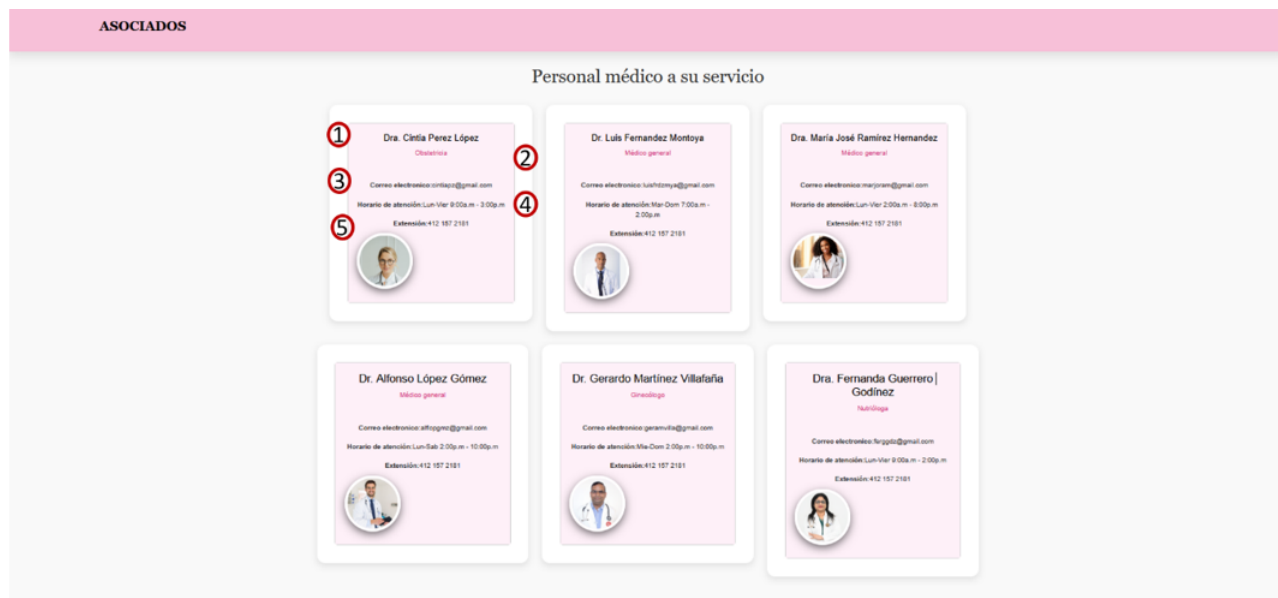 ASOCIADOS
Personal médico a su servicio
1
Dra. Cintia Perez López
Obstetricia
2
3
Correo electronico:cintiapz@gmail.com
Horario de atención:Lun-Vier 9:00a.m - 3:00p.m
4
Extensión:412 157 2181
5
Dr. Luis Fernandez Montoya
Médico general
Correo electronico:luisfrdzmya@gmail.com
Horario de atención:Mar-Dom 7:00a.m -
2:00p.m
Extensión:412 157 2181
Dra. María José Ramírez Hernandez
Médico general
Correo electronico:marjoram@gmail.com
Horario de atención:Lun-Vier 2:00a.m - 8:00p.m
Extensión:412 157 2181
Dr. Alfonso López Gómez
Médico general
Correo electronico:
Horario de atención:Lun-Sab 2:00p.m - 10:00p.m
Extensión:412 157 2181
Dr. Gerardo Martínez Villafaña
Ginecólogo
Correo electronico:geramvilla@gmail.com
Horario de atención:Mie-Dom 2:00p.m - 10:00p.m
Extensión:412 157 2181
Dra. Fernanda Guerrero
Godínez
Nutrióloga
Correo electronico:ferggdz@gmail.com
Horario de atención:Lun-Vier 9:00a.m - 2:00p.m
Extensión:412 157 2181